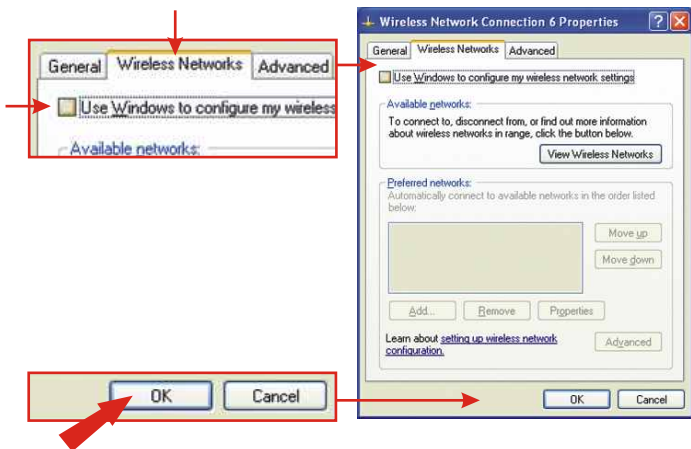 General Wireless Networks Advanced
Use Windows to configure my wireless
Available networks:
OK Cancel
Wireless Network Connection 6 Properties
General Wireless Networks Advanced
Use Windows to configure my wireless network settings
Available networks:
To connect to, disconnect from, or find out more information
about wireless networks in range, click the button below.
View Wireless Networks
Preferred networks:
Automatically connect to available networks in the order listed
below:
Move up
Move down
Add... Remove Properties
Learn about setting up wireless network
configuration.
Advanced
OK Cancel